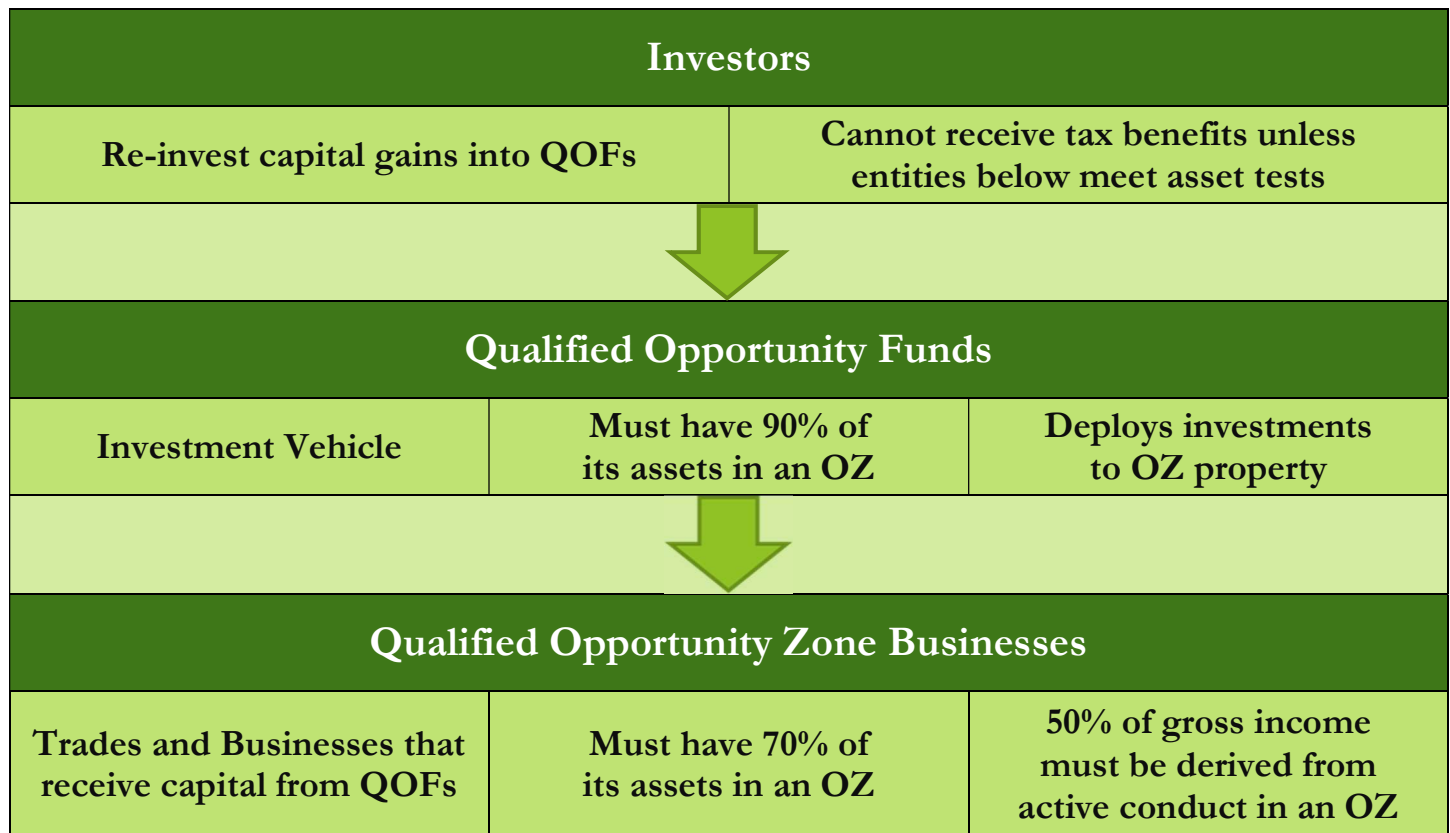 Investors
Re-invest capital gains into QOFs
Cannot receive tax benefits unless
entities below meet asset tests
Qualified Opportunity Funds
Investment Vehicle
Must have 90% of
its assets in an OZ
Deploys investments
to OZ property
Qualified Opportunity Zone Businesses
Trades and Businesses that
receive capital from QOFs
Must have 70% of
its assets in an OZ
50% of gross income
must be derived from
active conduct in an OZ